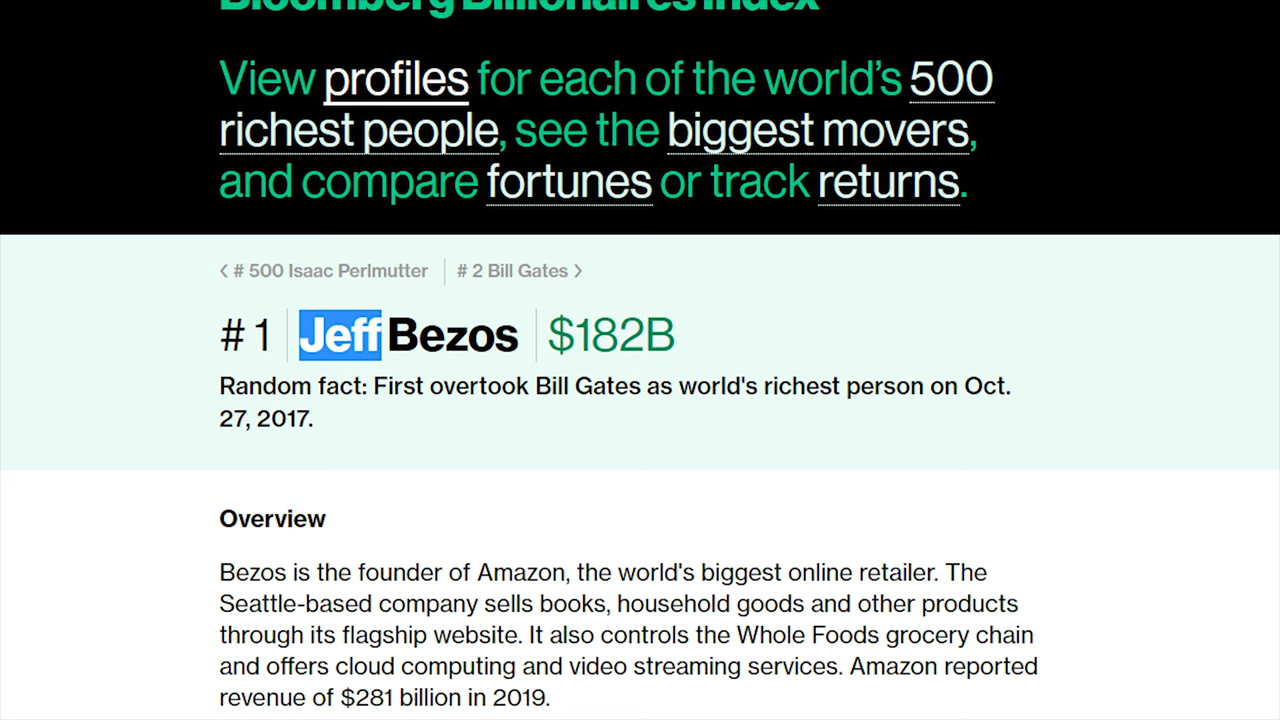 Bloomberg Billionaires Index
View profiles for each of the world's 500
richest people, see the biggest movers,
and compare fortunes or track returns.
‹ # 500 Isaac Perlmutter | # 2 Bill Gates ›
# 1 | Jeff Bezos | $182B
Random fact: First overtook Bill Gates as world's richest person on Oct.
27, 2017.
Overview
Bezos is the founder of Amazon, the world's biggest online retailer. The
Seattle-based company sells books, household goods and other products
through its flagship website. It also controls the Whole Foods grocery chain
and offers cloud computing and video streaming services. Amazon reported
revenue of $281 billion in 2019.